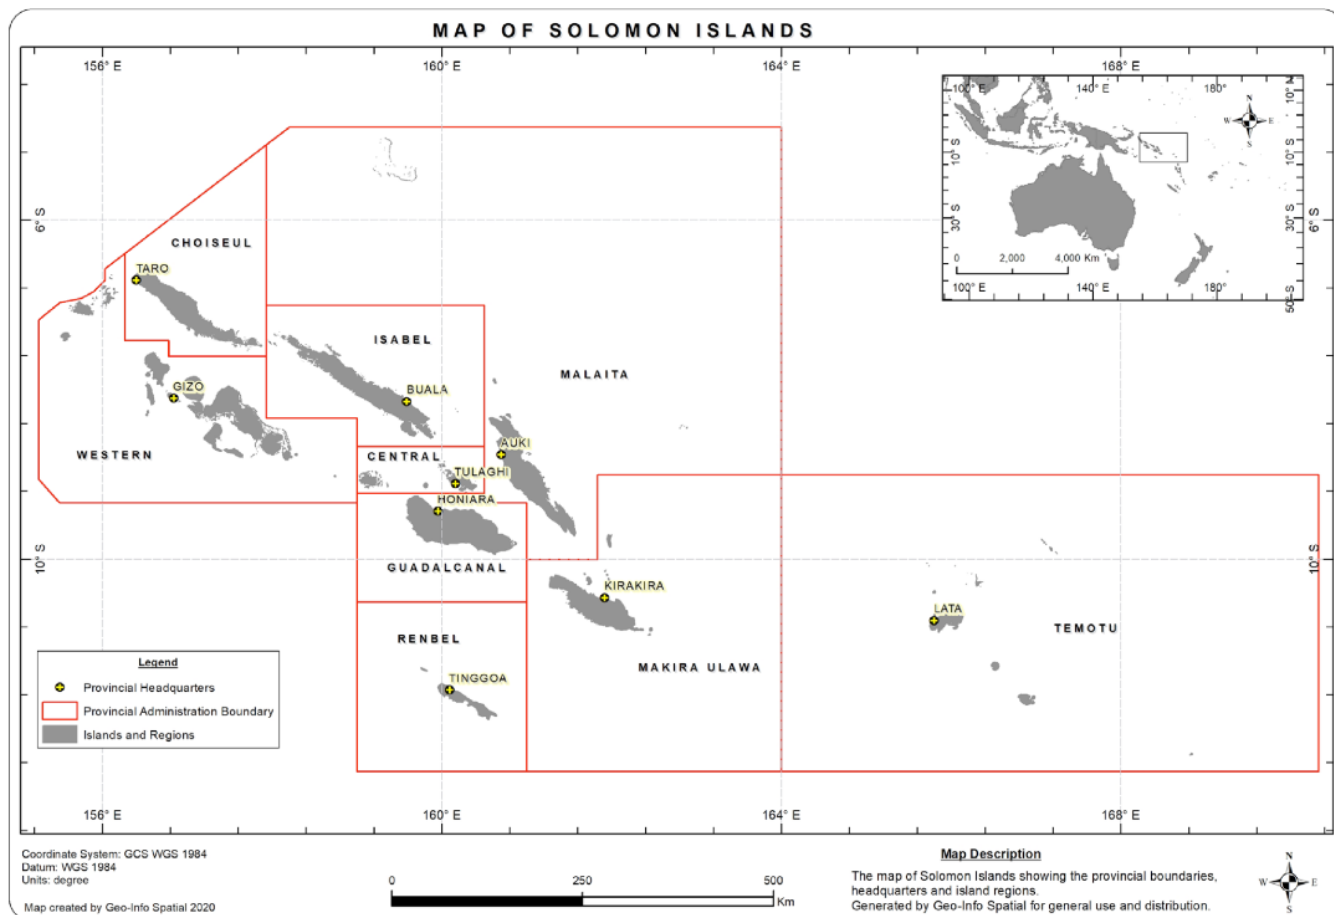 MAP OF SOLOMON ISLANDS
156° E 160° E 164° E 168° E
100° E 140° E 180°
N
W E
S
10° N
10° S
30° S
50° S
10° S
30° S
0 2,000 4,000 Km
100° E 140° E 180°
6° S
6° S
CHOISEUL
TARO
ISABEL
MALAITA
GIZO
BUALA
WESTERN
CENTRAL
AUKI
TULAGHI
HONIARA
10° S
10° S
GUADALCANAL
KIRAKIRA
LATA
TEMOTU
RENBEL
MAKIRA ULAWA
TINGGOA
Legend
Provincial Headquarters
Provincial Administration Boundary
Islands and Regions
156° E 160° E 164° E 168° E
Coordinate System: GCS WGS 1984
Datum: WGS 1984
Units: degree
Map created by Geo-Info Spatial 2020
0 250 500
Km
Map Description
The map of Solomon Islands showing the provincial boundaries,
headquarters and island regions.
Generated by Geo-Info Spatial for general use and distribution.
N
W E
S